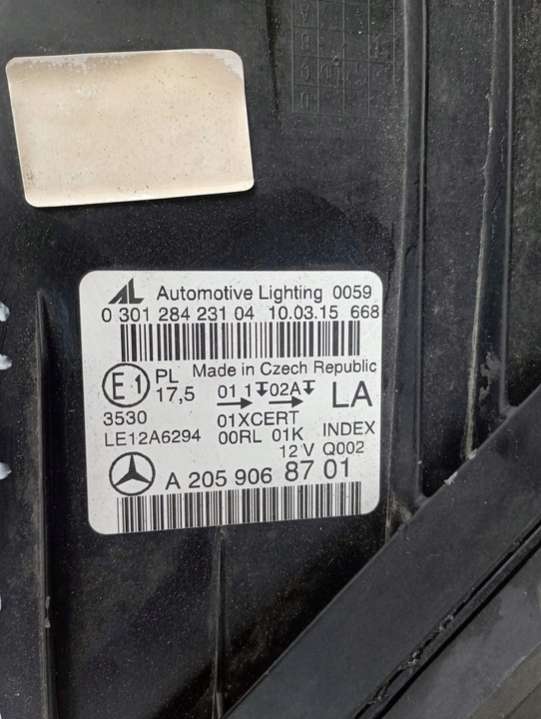 AL Automotive Lighting 0059
0 301 284 231 04 10.03.15 668
Made in Czech Republic
E1 PL 17,5 01 1 02A LA
3530 01XCERT
LE12A6294 00RL 01K INDEX
12 V Q002
A 205 906 87 01